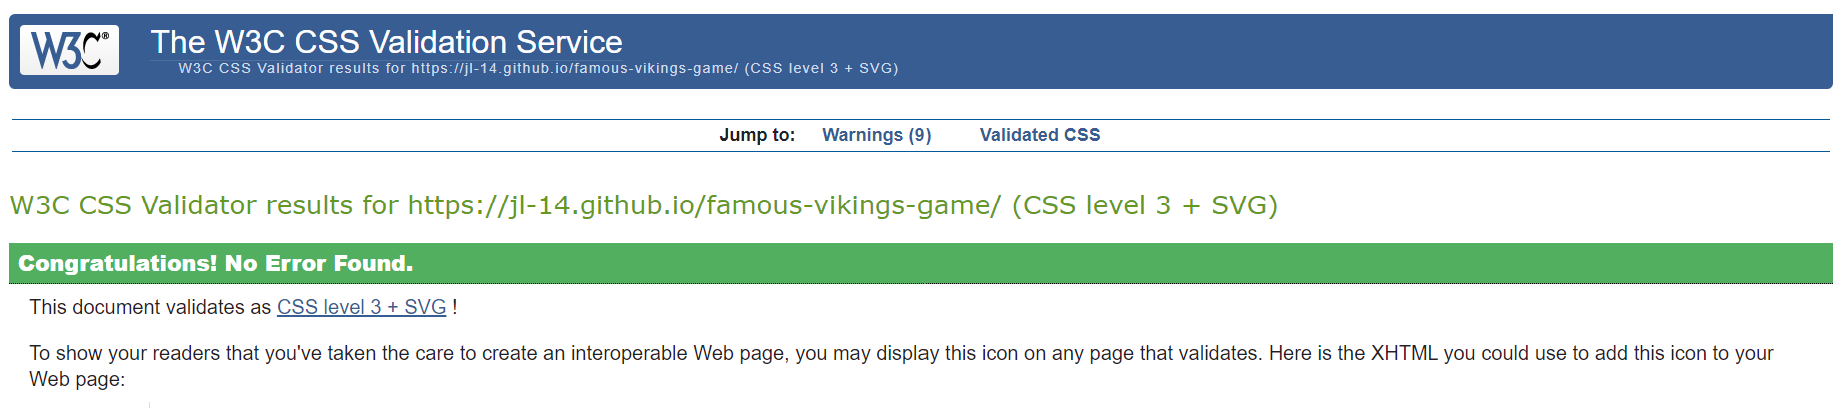 W3C®
The W3C CSS Validation Service
W3C CSS Validator results for https://jl-14.github.io/famous-vikings-game/ (CSS level 3 + SVG)
Jump to: Warnings (9) Validated CSS
W3C CSS Validator results for https://jl-14.github.io/famous-vikings-game/ (CSS level 3 + SVG)
Congratulations! No Error Found.
This document validates as CSS level 3 + SVG !
To show your readers that you've taken the care to create an interoperable Web page, you may display this icon on any page that validates. Here is the XHTML you could use to add this icon to your
Web page: